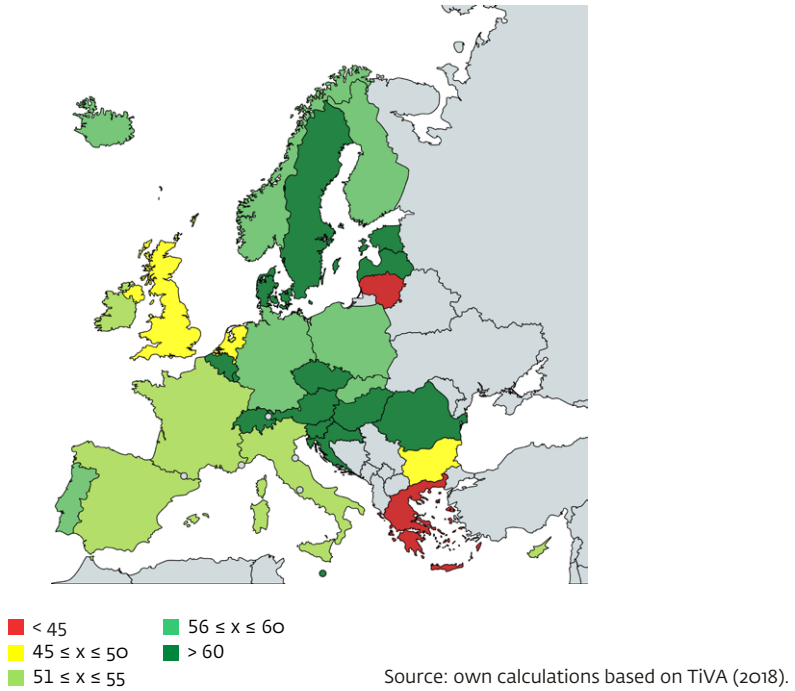 < 45
45 ≤ x ≤ 50
51 ≤ x ≤ 55
56 ≤ x ≤ 60
> 60
Source: own calculations based on TiVA (2018).